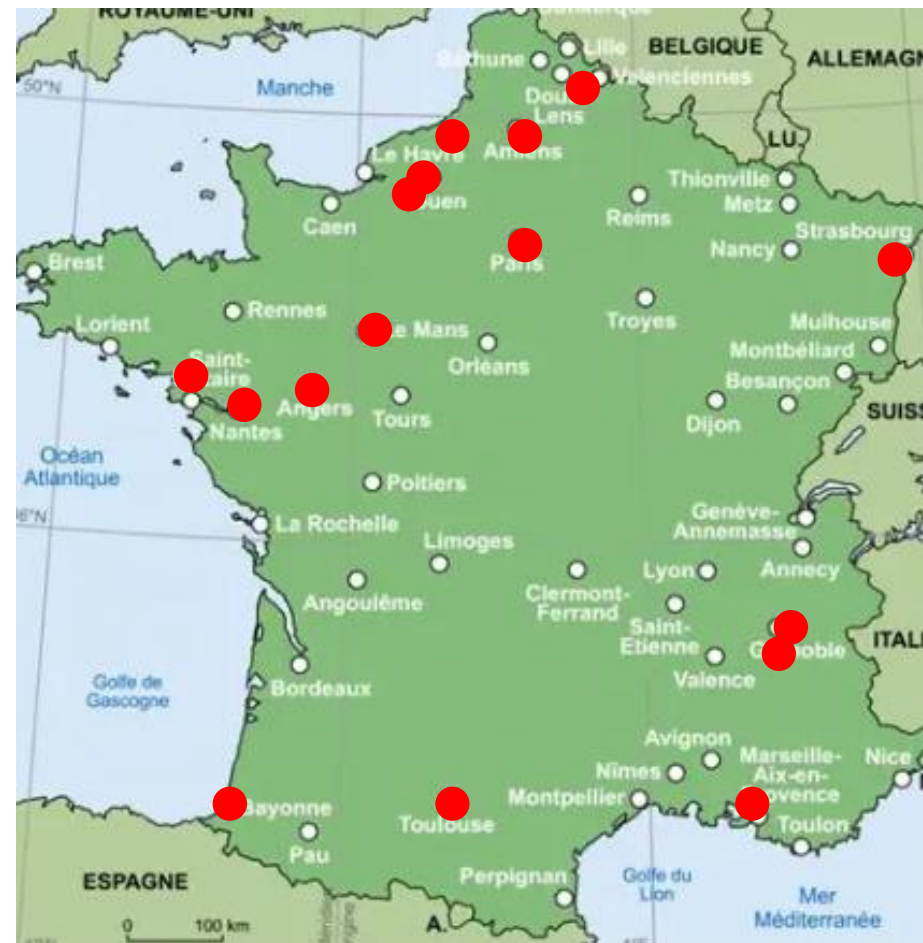 ROYAUME-UNI
Lille
BELGIQUE
ALLEMAGN
Béthune
Valenciennes
50°N
Manche
Lens
LU.
Le Havre
Amiens
Thionville
Metz
Reims
Caen
Strasbourg
Nancy
Paris
Brest
Rennes
Lorient
Troyes
Mulhouse
Le Mans
Orléans
Montbéliard
Saint-
Besançon
Angers
Tours
Dijon
SUISS
Nantes
Océan
Atlantique
Poitiers
Genève-
Annemasse
La Rochelle
Limoges
Lyon
Annecy
Angoulême
Clermont-
Ferrand
Saint-
Etienne
ITALI
Valence
Bordeaux
Golfe de
Gascogne
Avignon
Marseille-
Aix-en-
Nice
Nîmes
Montpellier
Bayonne
Toulouse
Toulon
Pau
Perpignan
Golfe du
Lion
ESPAGNE
Mer
Méditerranée
0 100 km
A.